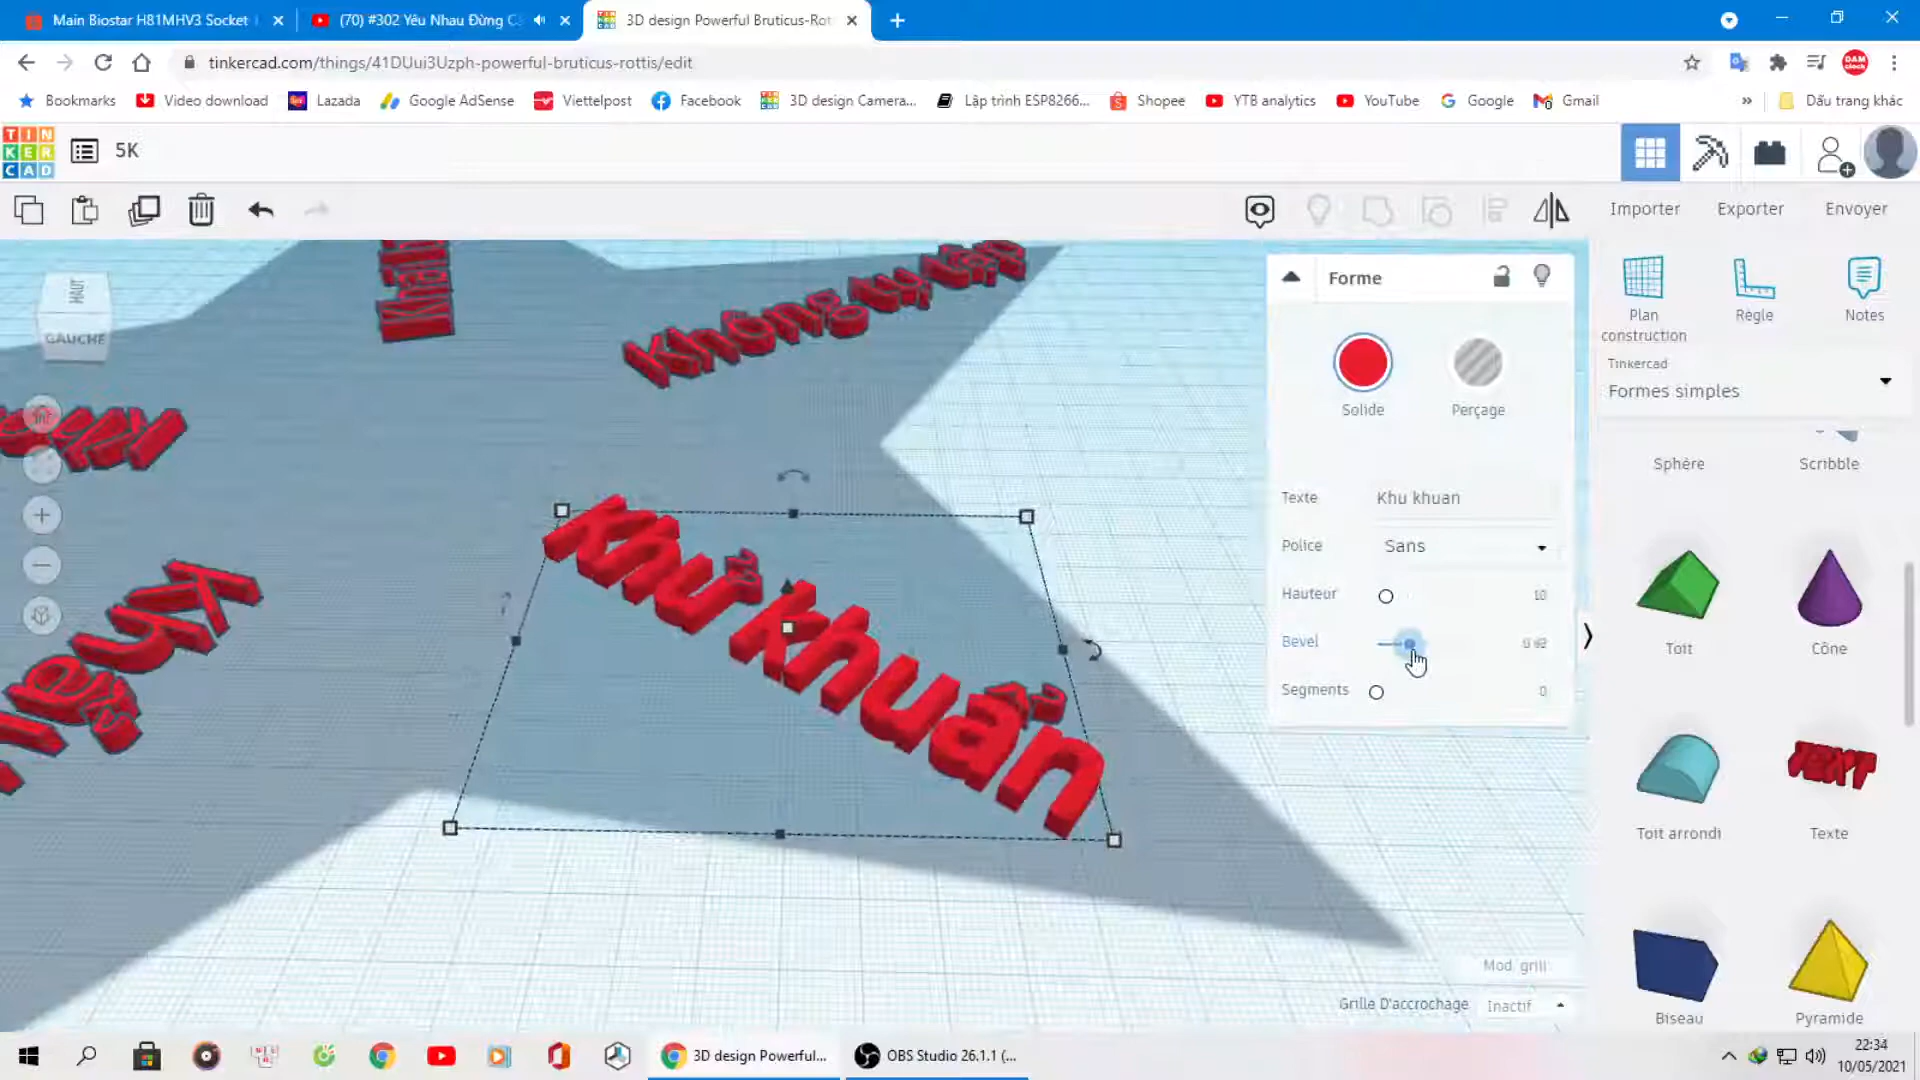 Main Biostar H81MHV3 Socket
(70) #302 Yêu Nhau Đừng C
3D design Powerful Bruticus-Rot
tinkercad.com/things/41DUui3Uzph-powerful-bruticus-rottis/edit
DAM
Bookmarks
Video download
Lazada
Google AdSense
Viettelpost
Facebook
3D design Camera...
Lập trình ESP8266...
Shopee
YTB analytics
YouTube
Google
Gmail
»
Dấu trang khác
TIN
KER
CAD
5K
Importer
Exporter
Envoyer
HAUT
GAUCHE
Khử khuẩn
Forme
Solide
Perçage
Texte
Khu khuan
Police
Sans
Hauteur
10
Bevel
Segments
0
Plan
construction
Règle
Notes
Tinkercad
Formes simples
Sphère
Scribble
Toit
Cône
TEXT
Toit arrondi
Texte
Biseau
Pyramide
Mod. grill
Grille D'accrochage
Inactif
3D design Powerful...
OBS Studio 26.1.1 (...
22:34
10/05/2021